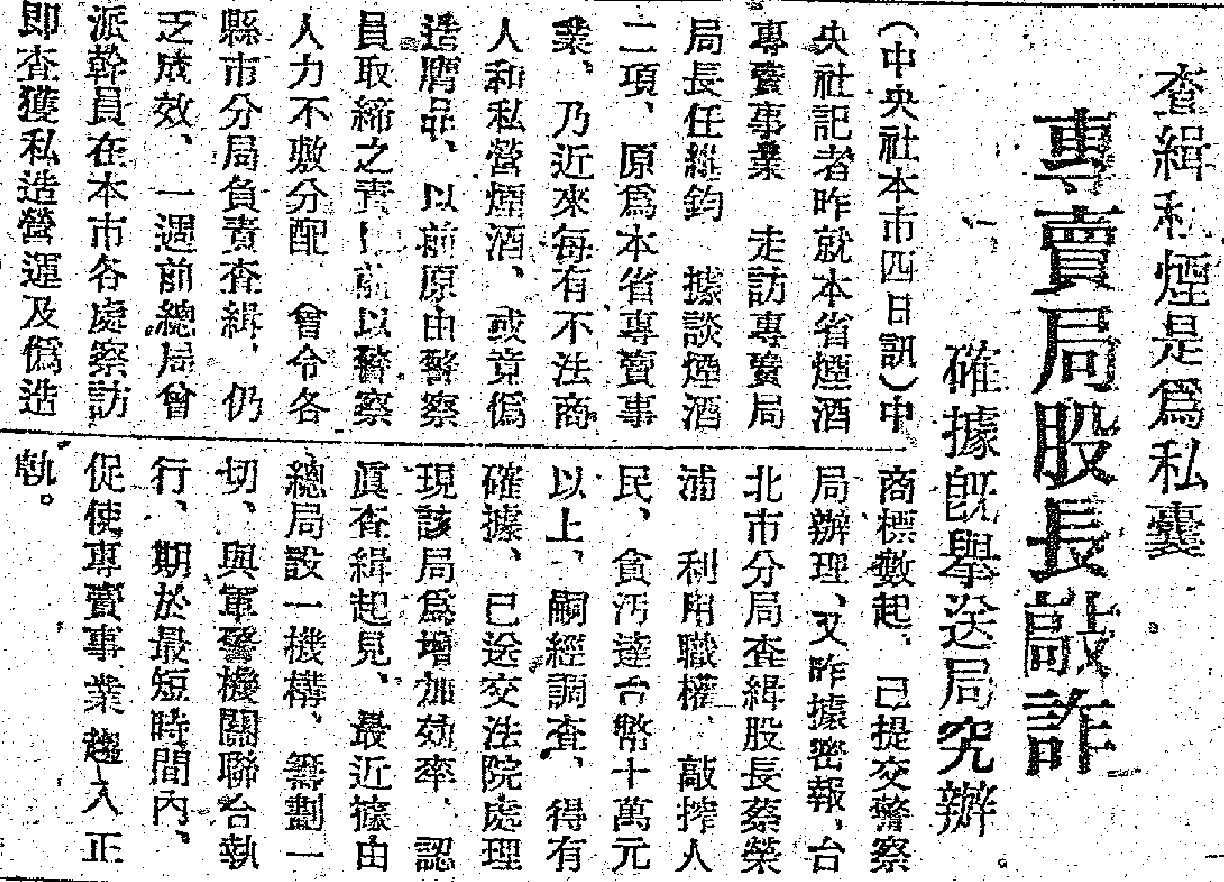 查緝私煙是爲私囊
專賣局股長敲詐
確據旣舉送局究辦
(中央社本市四日訊)中
央社記者昨就本省煙酒
專賣事業 走訪專賣局
局長任維鈞 據談煙酒
二項、原爲本省專賣事
業、乃近來每有不法商
人和私營煙酒、或竟僞
造贋品、以前原由警察
員取締之責 前以警察
人力不敷分配 曾令各
縣市分局負責査緝、仍
乏成效、一週前總局曾
派幹員在本市各處察訪
即査獲私造營運及僞造
商標數起、已提交警察
局辦理、又昨據密報、台
北市分局査緝股長蔡榮
浦 利用職權、敲搾人
民、貪汚達台幣十萬元
以上、嗣經調査、得有
確據、已送交法院處理
現該局爲增加効率、認
眞査緝起見、最近擬由
總局設一機構、籌劃一
切、與軍警機關聯合執
行、期於最短時間內、
促使專賣事業趨入正
軌。